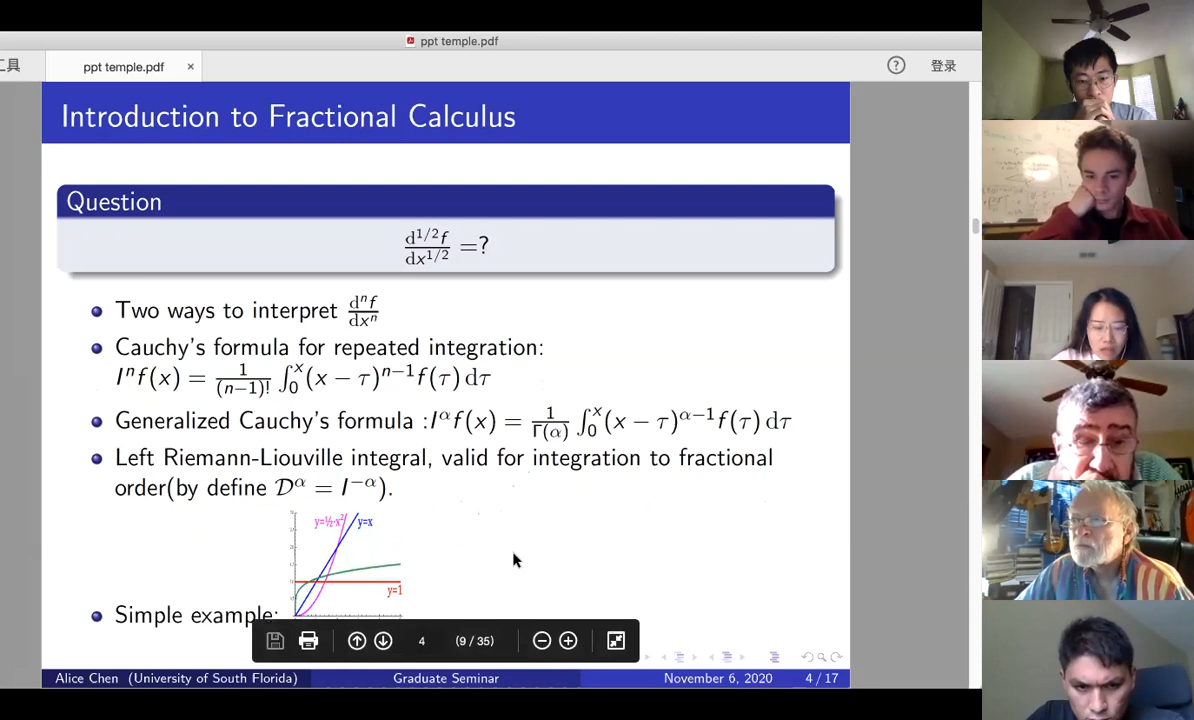 ppt temple.pdf
工具
ppt temple.pdf ×
? 登录
Introduction to Fractional Calculus
Question
d^{1/2}f/dx^{1/2} =?
Two ways to interpret d^n f/dx^n
Cauchy's formula for repeated integration:
I^n f(x) = 1/(n−1)! ∫_0^x (x − τ)^{n−1} f(τ) dτ
Generalized Cauchy's formula :I^α f(x) = 1/Γ(α) ∫_0^x (x − τ)^{α−1} f(τ) dτ
Left Riemann-Liouville integral, valid for integration to fractional
order(by define D^α = I^{−α}).
y=½·x² y=x
y=1
Simple example:
4 (9 / 35)
Alice Chen (University of South Florida) Graduate Seminar November 6, 2020 4 / 17